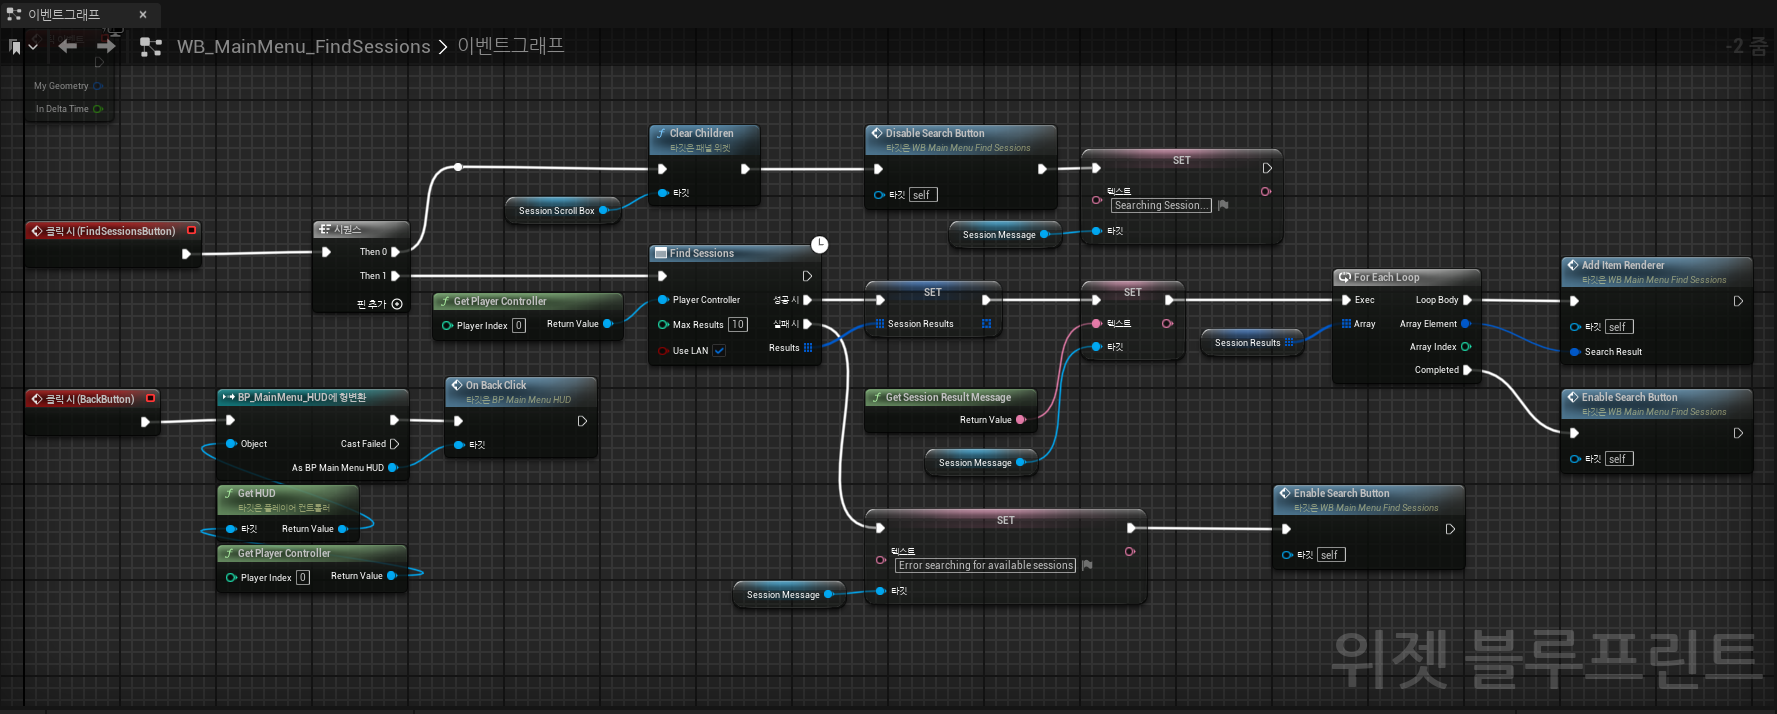 이벤트그래프
WB_MainMenu_FindSessions > 이벤트그래프
-2 줌
My Geometry
In Delta Time
Clear Children
타깃은 패널 위젯
타깃
Session Scroll Box
Disable Search Button
타깃은 WB Main Menu Find Sessions
타깃 self
SET
텍스트
Searching Session...
타깃
Session Message
클릭 시 (FindSessionsButton)
시퀀스
Then 0
Then 1
핀 추가
Get Player Controller
Player Index 0
Return Value
Find Sessions
Player Controller
성공 시
Max Results 10
실패 시
Use LAN
Results
SET
Session Results
SET
텍스트
타깃
Get Session Result Message
Return Value
Session Message
Session Results
For Each Loop
Exec
Loop Body
Array
Array Element
Array Index
Completed
Add Item Renderer
타깃은 WB Main Menu Find Sessions
타깃 self
Search Result
Enable Search Button
타깃은 WB Main Menu Find Sessions
타깃 self
클릭 시 (BackButton)
BP_MainMenu_HUD에 형변환
Object
Cast Failed
As BP Main Menu HUD
On Back Click
타깃은 BP Main Menu HUD
타깃
Get HUD
타깃은 플레이어 컨트롤러
타깃
Return Value
Get Player Controller
Player Index 0
Return Value
SET
텍스트
Error searching for available sessions
타깃
Session Message
Enable Search Button
타깃은 WB Main Menu Find Sessions
타깃 self
위젯 블루프린트